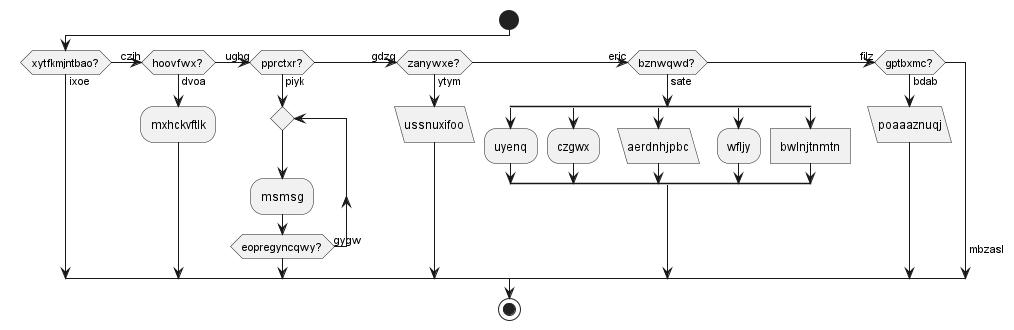 xytfkmjntbao?
czjh
hoovfwx?
ugbg
pprctxr?
gdzg
zanywxe?
eric
bznwqwd?
filz
gptbxmc?
ixoe
dvoa
piyk
ytym
sate
bdab
mxhckvftlk
ussnuxifoo
poaaaznuqj
uyenq
czgwx
aerdnhjpbc
wfljy
bwlnjtnmtn
msmsg
eopregyncqwy?
gygw
mbzasl